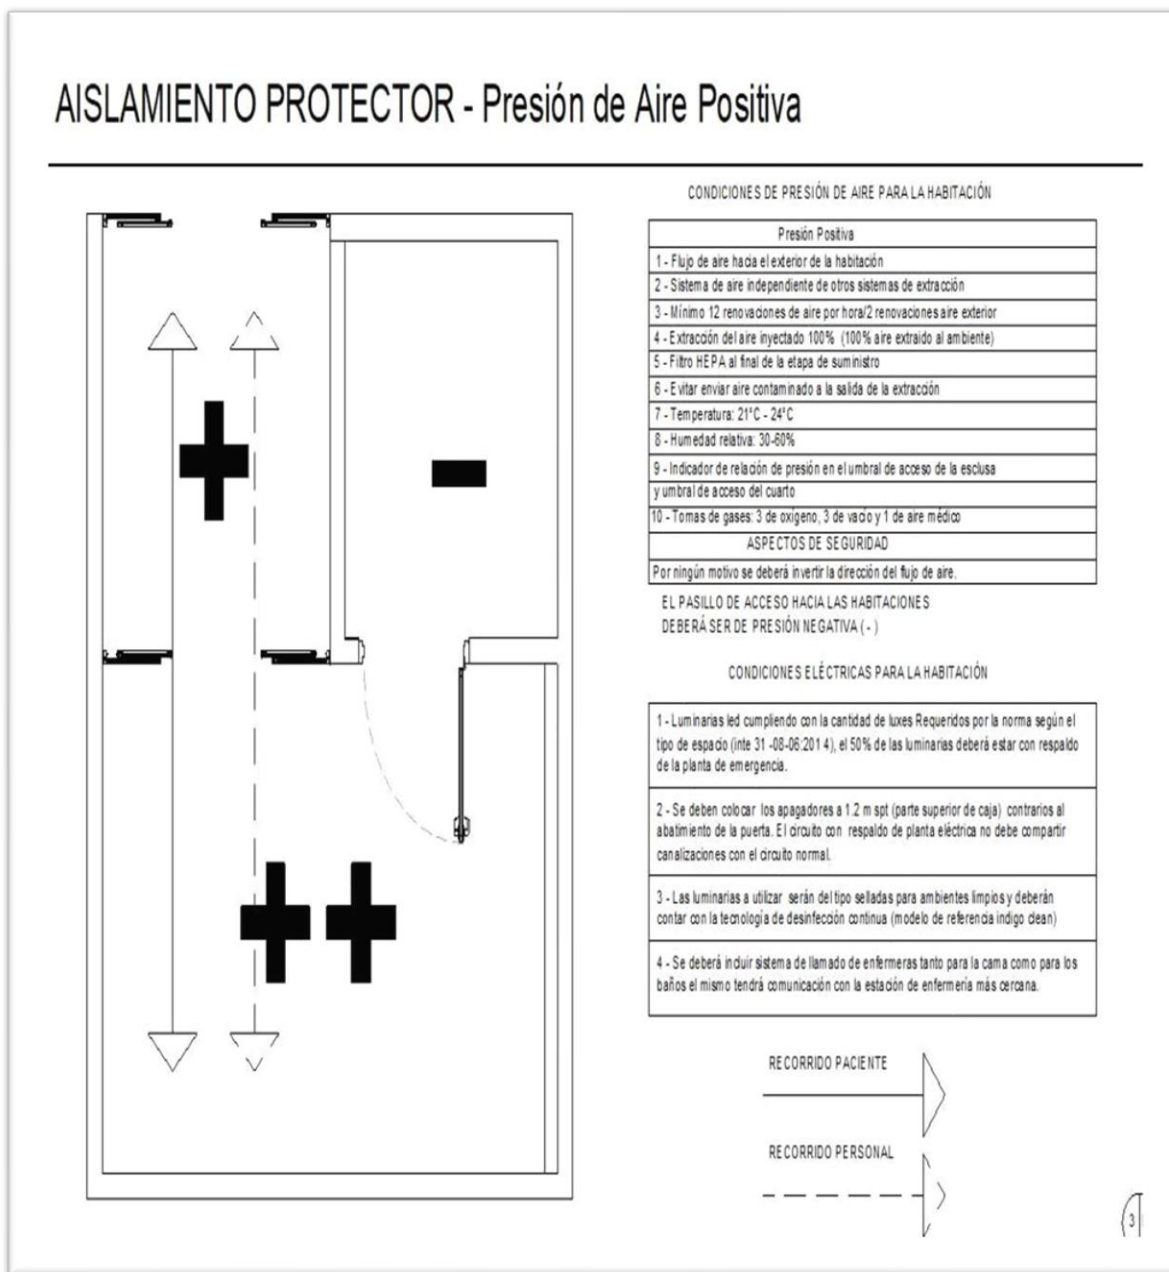 AISLAMIENTO PROTECTOR - Presión de Aire Positiva
CONDICIONES DE PRESIÓN DE AIRE PARA LA HABITACIÓN
Presión Positiva
1 - Flujo de aire hacia el exterior de la habitación
2 - Sistema de aire independiente de otros sistemas de extracción
3 - Mínimo 12 renovaciones de aire por hora/2 renovaciones aire exterior
4 - Extracción del aire inyectado 100% (100% aire extraido al ambiente)
5 - Filtro HEPA al final de la etapa de suministro
6 - Evitar enviar aire contaminado a la salida de la extracción
7 - Temperatura: 21°C - 24°C
8 - Humedad relativa: 30-60%
9 - Indicador de relación de presión en el umbral de acceso de la esclusa
y umbral de acceso del cuarto
10 - Tomas de gases: 3 de oxígeno, 3 de vacío y 1 de aire médico
ASPECTOS DE SEGURIDAD
Por ningún motivo se deberá invertir la dirección del flujo de aire.
EL PASILLO DE ACCESO HACIA LAS HABITACIONES
DEBERÁ SER DE PRESIÓN NEGATIVA ( - )
CONDICIONES ELÉCTRICAS PARA LA HABITACIÓN
1 - Luminarias led cumpliendo con la cantidad de luxes Requeridos por la norma según el
tipo de espacio (inte 31 -08-06:201 4), el 50% de las luminarias deberá estar con respaldo
de la planta de emergencia.
2 - Se deben colocar los apagadores a 1.2 m spt (parte superior de caja) contrarios al
abatimiento de la puerta. El circuito con respaldo de planta eléctrica no debe compartir
canalizaciones con el circuito normal.
3 - Las luminarias a utilizar serán del tipo selladas para ambientes limpios y deberán
contar con la tecnología de desinfección continua (modelo de referencia indigo clean)
4 - Se deberá incluir sistema de llamado de enfermeras tanto para la cama como para los
baños el mismo tendrá comunicación con la estación de enfermería más cercana.
RECORRIDO PACIENTE
RECORRIDO PERSONAL
3